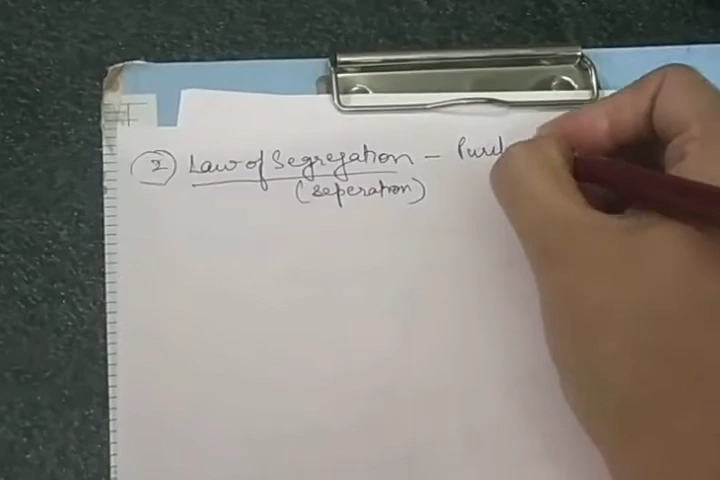 2 Law of Segregation -
(Seperation)